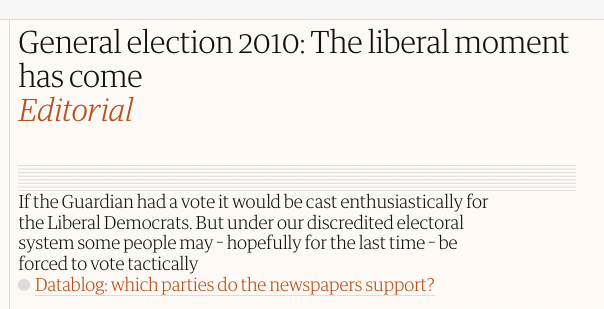 General election 2010: The liberal moment
has come
Editorial
If the Guardian had a vote it would be cast enthusiastically for
the Liberal Democrats. But under our discredited electoral
system some people may – hopefully for the last time – be
forced to vote tactically
Datablog: which parties do the newspapers support?